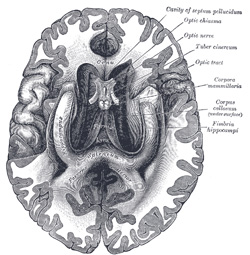 Cavity of septum pellucidum
Optic chiasma
Optic nerve
Tuber cinereum
Optic tract
Corpora
mammillaria
Corpus
callosum
(under surface)
Fimbria
hippocampi
Genu